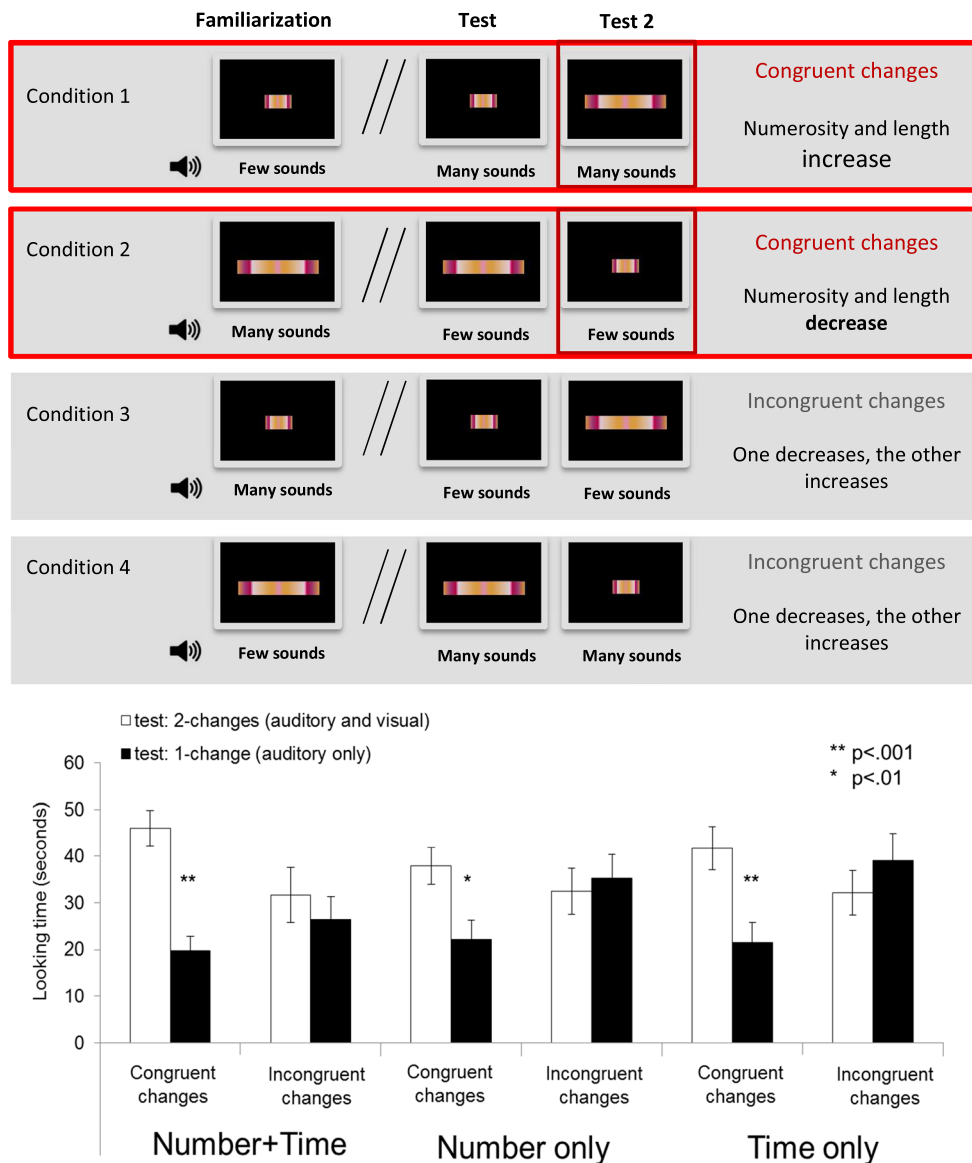 Familiarization Test Test 2
Condition 1
Few sounds
Many sounds
Many sounds
Congruent changes
Numerosity and length
increase
Condition 2
Many sounds
Few sounds
Few sounds
Congruent changes
Numerosity and length
decrease
Condition 3
Many sounds
Few sounds
Few sounds
Incongruent changes
One decreases, the other
increases
Condition 4
Few sounds
Many sounds
Many sounds
Incongruent changes
One decreases, the other
increases
test: 2-changes (auditory and visual)
test: 1-change (auditory only)
** p<.001
* p<.01
Looking time (seconds)
60
50
40
30
20
10
0
**
*
**
Congruent
changes
Incongruent
changes
Congruent
changes
Incongruent
changes
Congruent
changes
Incongruent
changes
Number+Time
Number only
Time only